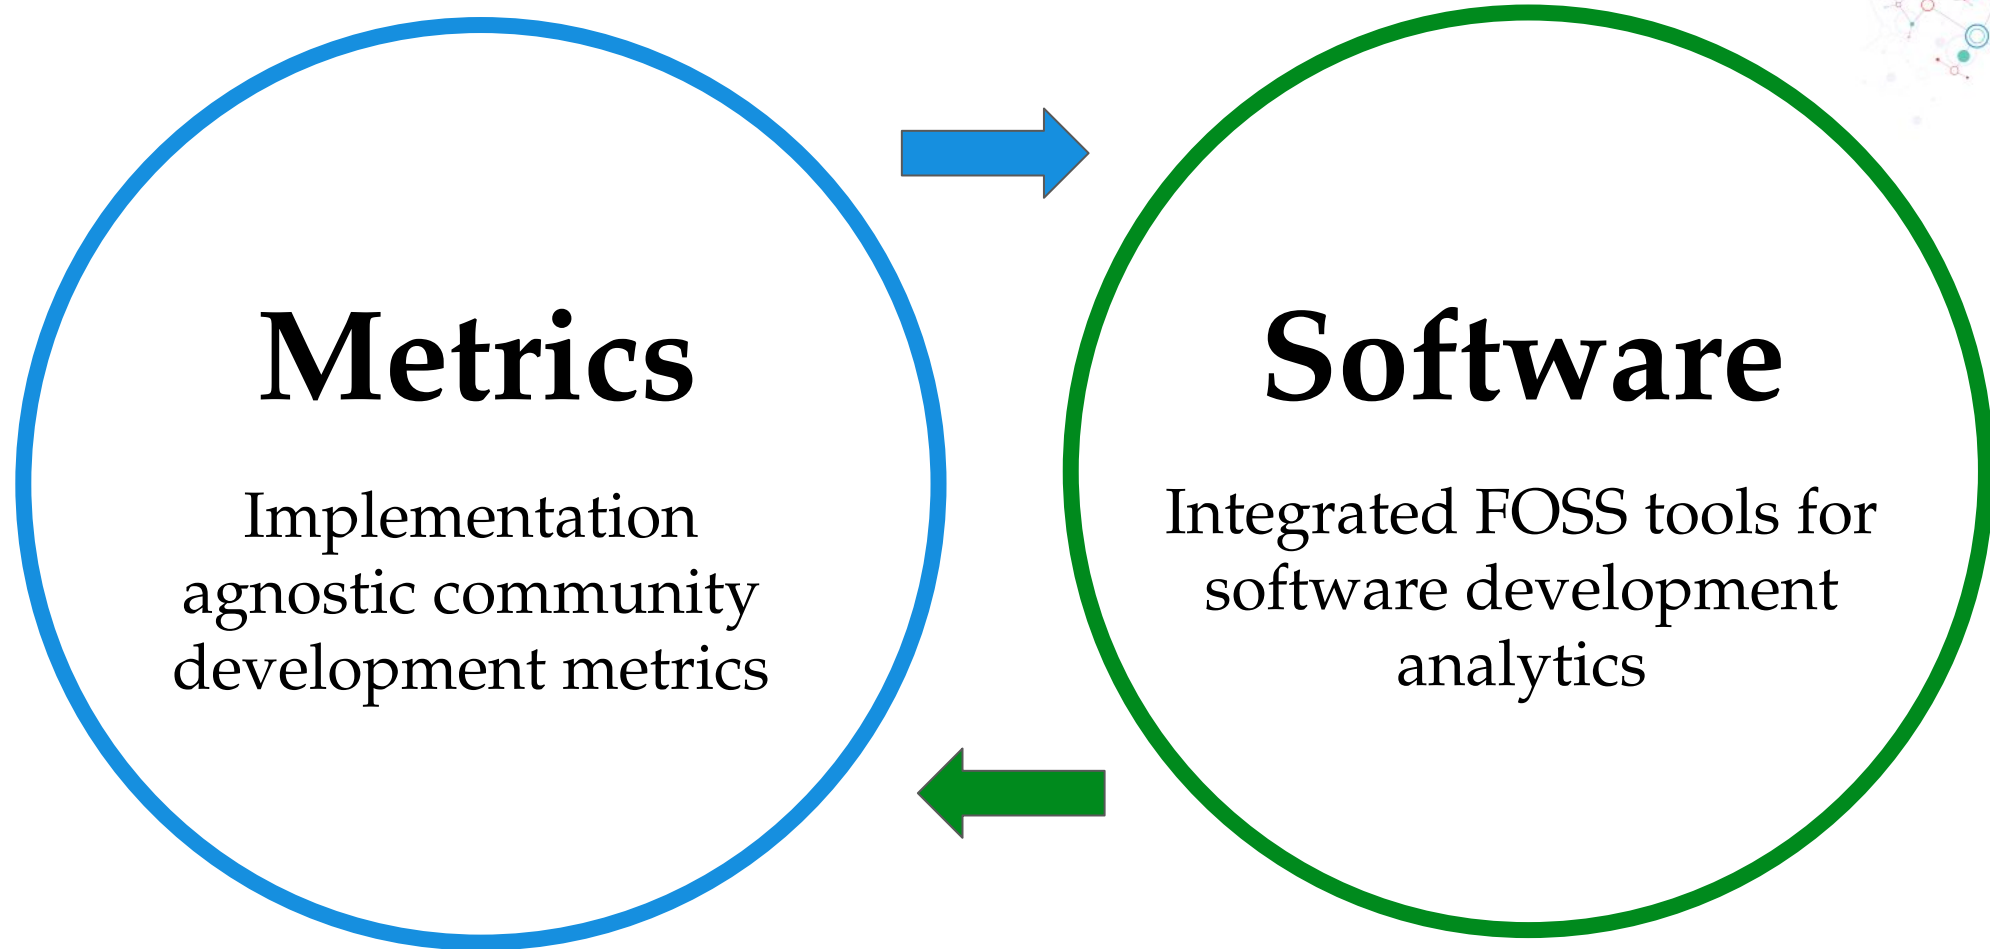 Metrics
Implementation
agnostic community
development metrics
Software
Integrated FOSS tools for
software development
analytics